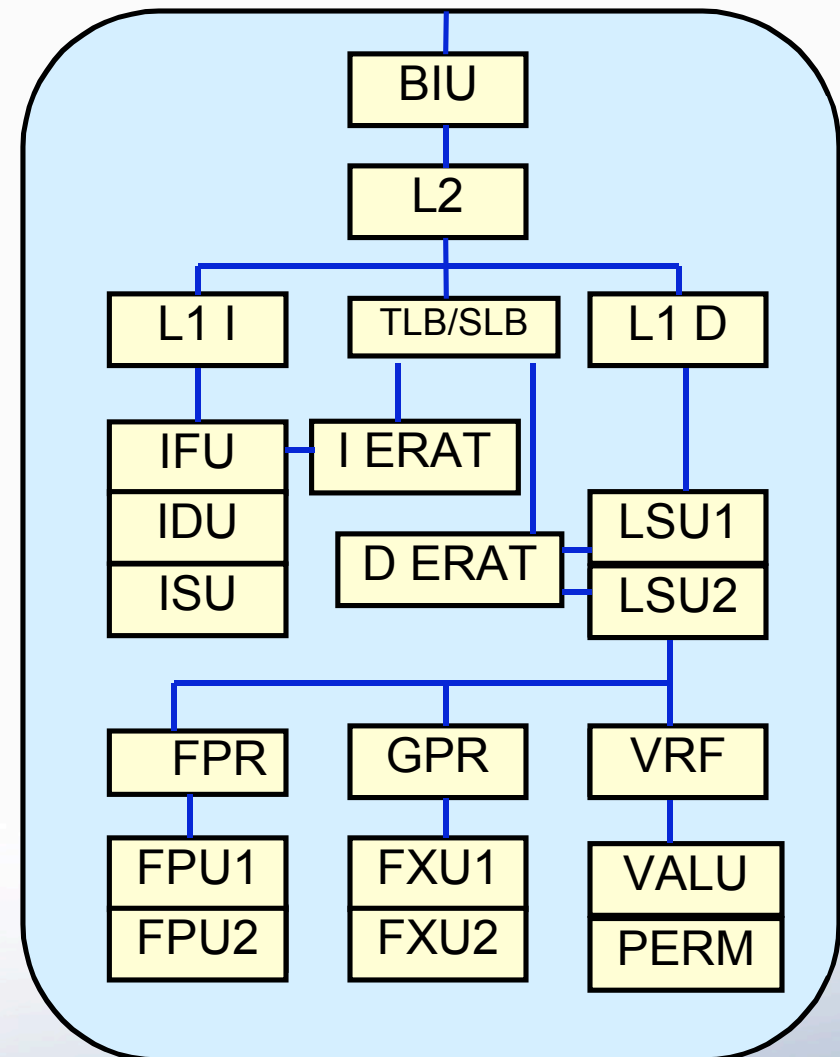 BIU
L2
L1 I
TLB/SLB
L1 D
IFU
I ERAT
IDU
LSU1
D ERAT
ISU
LSU2
FPR
GPR
VRF
FPU1
FXU1
VALU
FPU2
FXU2
PERM